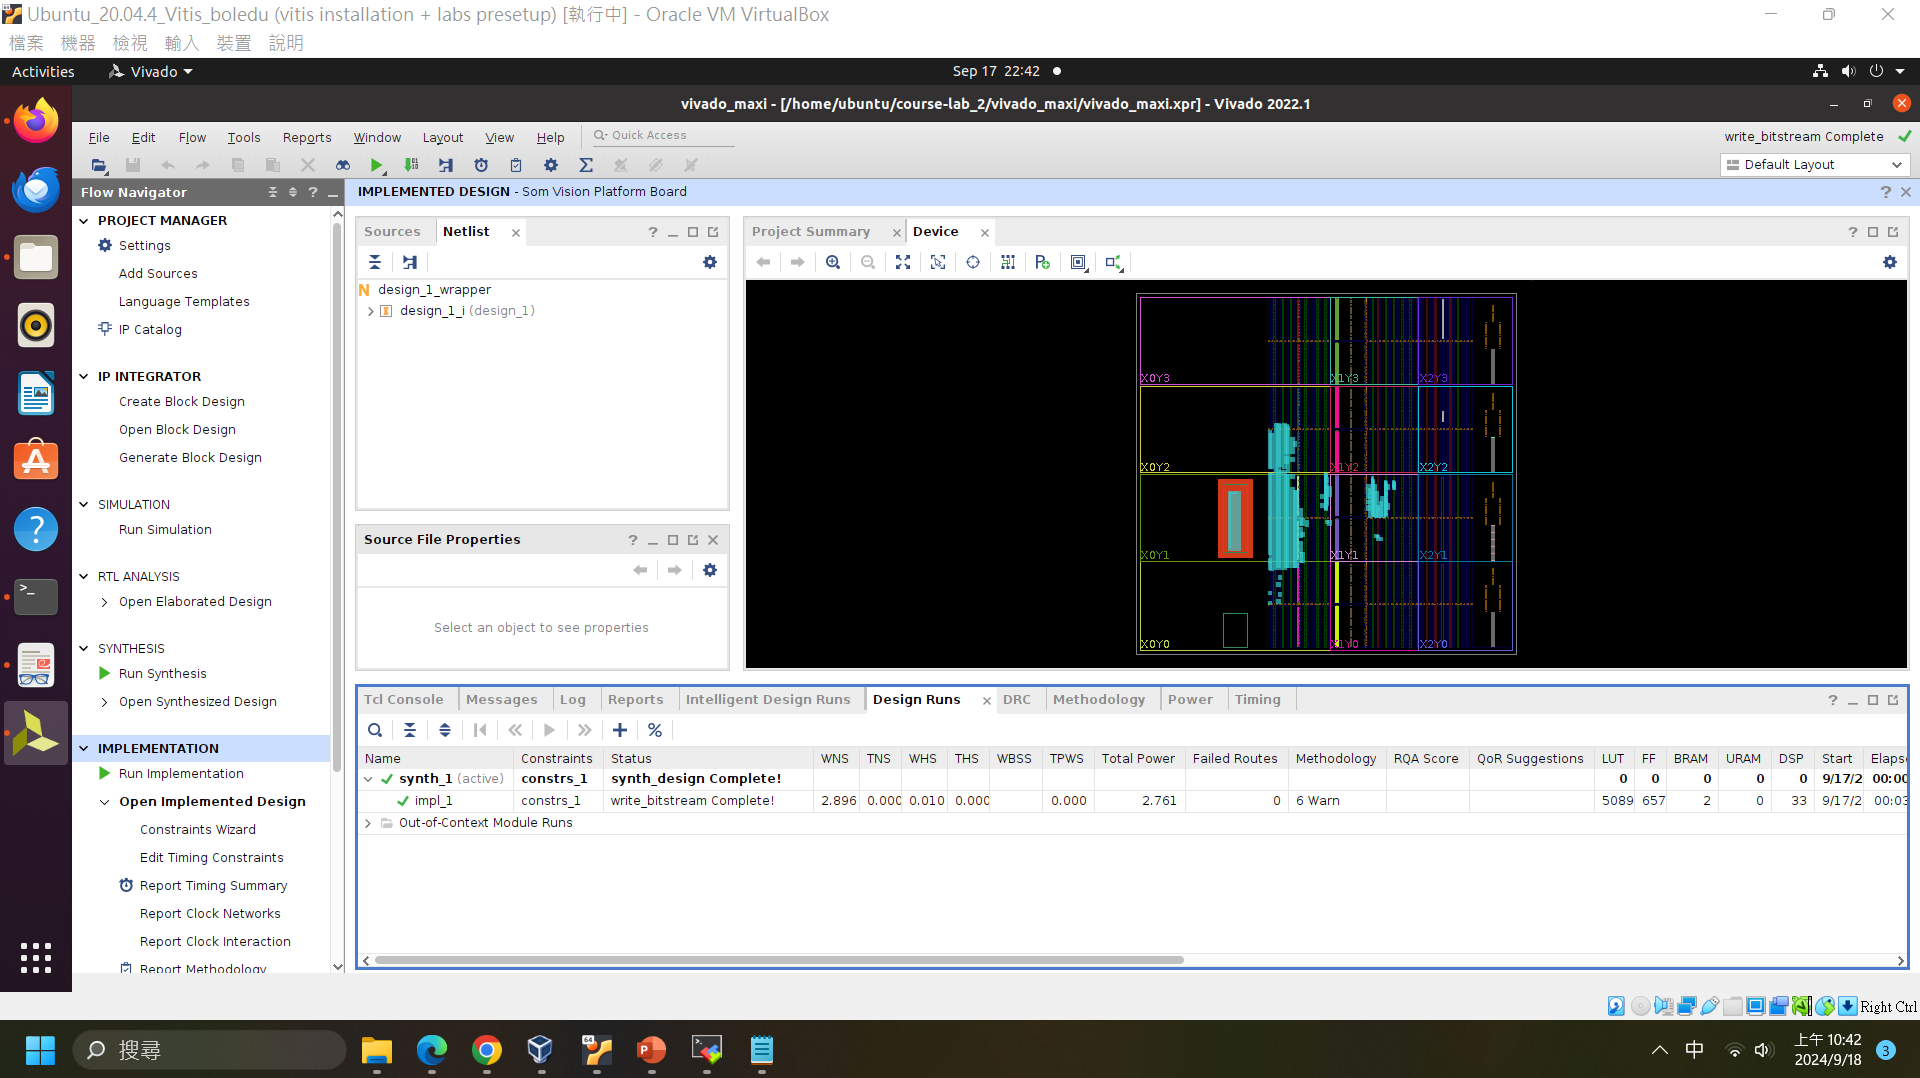 Ubuntu_20.04.4_Vitis_boledu (vitis installation + labs presetup) [執行中] - Oracle VM VirtualBox
檔案 機器 檢視 輸入 裝置 說明
Activities Vivado Sep 17 22:42
vivado_maxi - [/home/ubuntu/course-lab_2/vivado_maxi/vivado_maxi.xpr] - Vivado 2022.1
File Edit Flow Tools Reports Window Layout View Help Quick Access write_bitstream Complete
Default Layout
Flow Navigator
PROJECT MANAGER
Settings
Add Sources
Language Templates
IP Catalog
IP INTEGRATOR
Create Block Design
Open Block Design
Generate Block Design
SIMULATION
Run Simulation
RTL ANALYSIS
Open Elaborated Design
SYNTHESIS
Run Synthesis
Open Synthesized Design
IMPLEMENTATION
Run Implementation
Open Implemented Design
Constraints Wizard
Edit Timing Constraints
Report Timing Summary
Report Clock Networks
Report Clock Interaction
Report Methodology
IMPLEMENTED DESIGN - Som Vision Platform Board
Sources Netlist
design_1_wrapper
design_1_i (design_1)
Source File Properties
Select an object to see properties
Project Summary Device
X0Y3 X1Y3 X2Y3
X0Y2 X1Y2 X2Y2
X0Y1 X1Y1 X2Y1
X0Y0 X1Y0 X2Y0
Tcl Console Messages Log Reports Intelligent Design Runs Design Runs DRC Methodology Power Timing
Name Constraints Status WNS TNS WHS THS WBSS TPWS Total Power Failed Routes Methodology RQA Score QoR Suggestions LUT FF BRAM URAM DSP Start Elaps
synth_1 (active) constrs_1 synth_design Complete! 0 0 0 0 0 9/17/2 00:00
impl_1 constrs_1 write_bitstream Complete! 2.896 0.000 0.010 0.000 0.000 2.761 0 6 Warn 5089 657 2 0 33 9/17/2 00:03
Out-of-Context Module Runs
Right Ctrl
搜尋
中
上午 10:42
2024/9/18
3